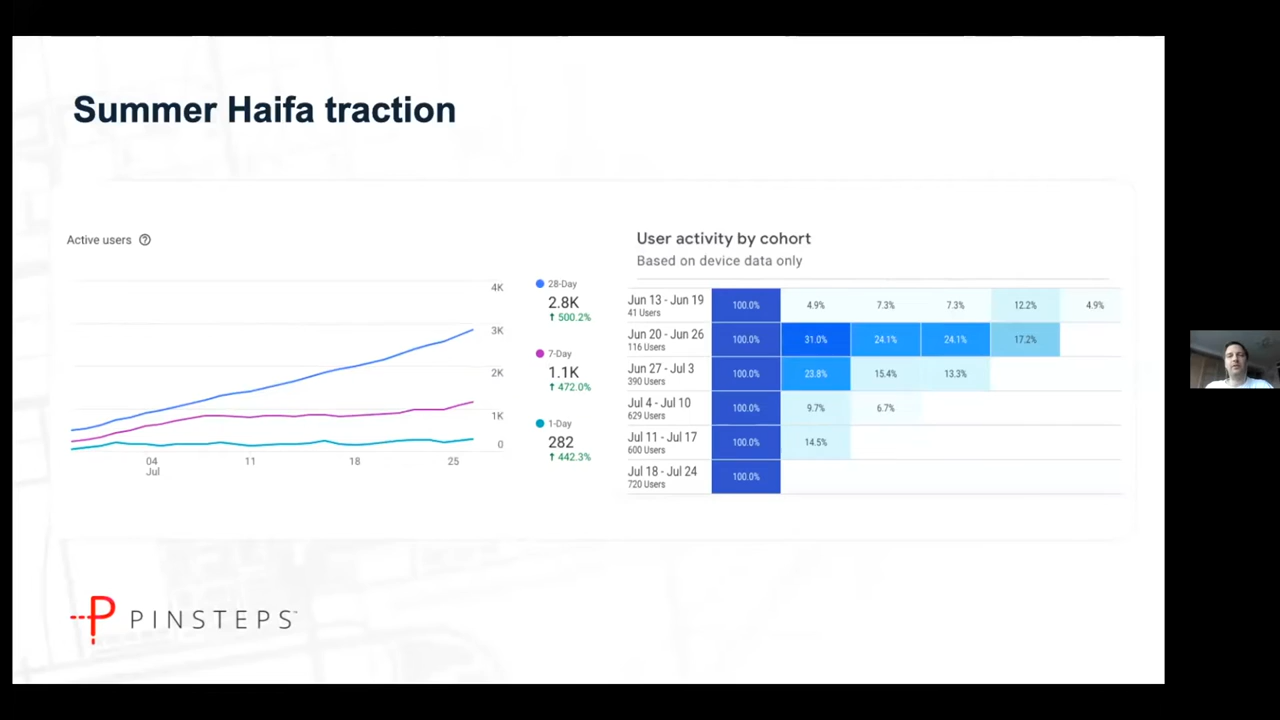 Summer Haifa traction
Active users
4K
3K
2K
1K
0
04
Jul
11
18
25
28-Day
2.8K
↑ 500.2%
7-Day
1.1K
↑ 472.0%
1-Day
282
↑ 442.3%
User activity by cohort
Based on device data only
Jun 13 - Jun 19
41 Users
100.0% 4.9% 7.3% 7.3% 12.2% 4.9%
Jun 20 - Jun 26
116 Users
100.0% 31.0% 24.1% 24.1% 17.2%
Jun 27 - Jul 3
390 Users
100.0% 23.8% 15.4% 13.3%
Jul 4 - Jul 10
629 Users
100.0% 9.7% 6.7%
Jul 11 - Jul 17
600 Users
100.0% 14.5%
Jul 18 - Jul 24
720 Users
100.0%
P PINSTEPS™